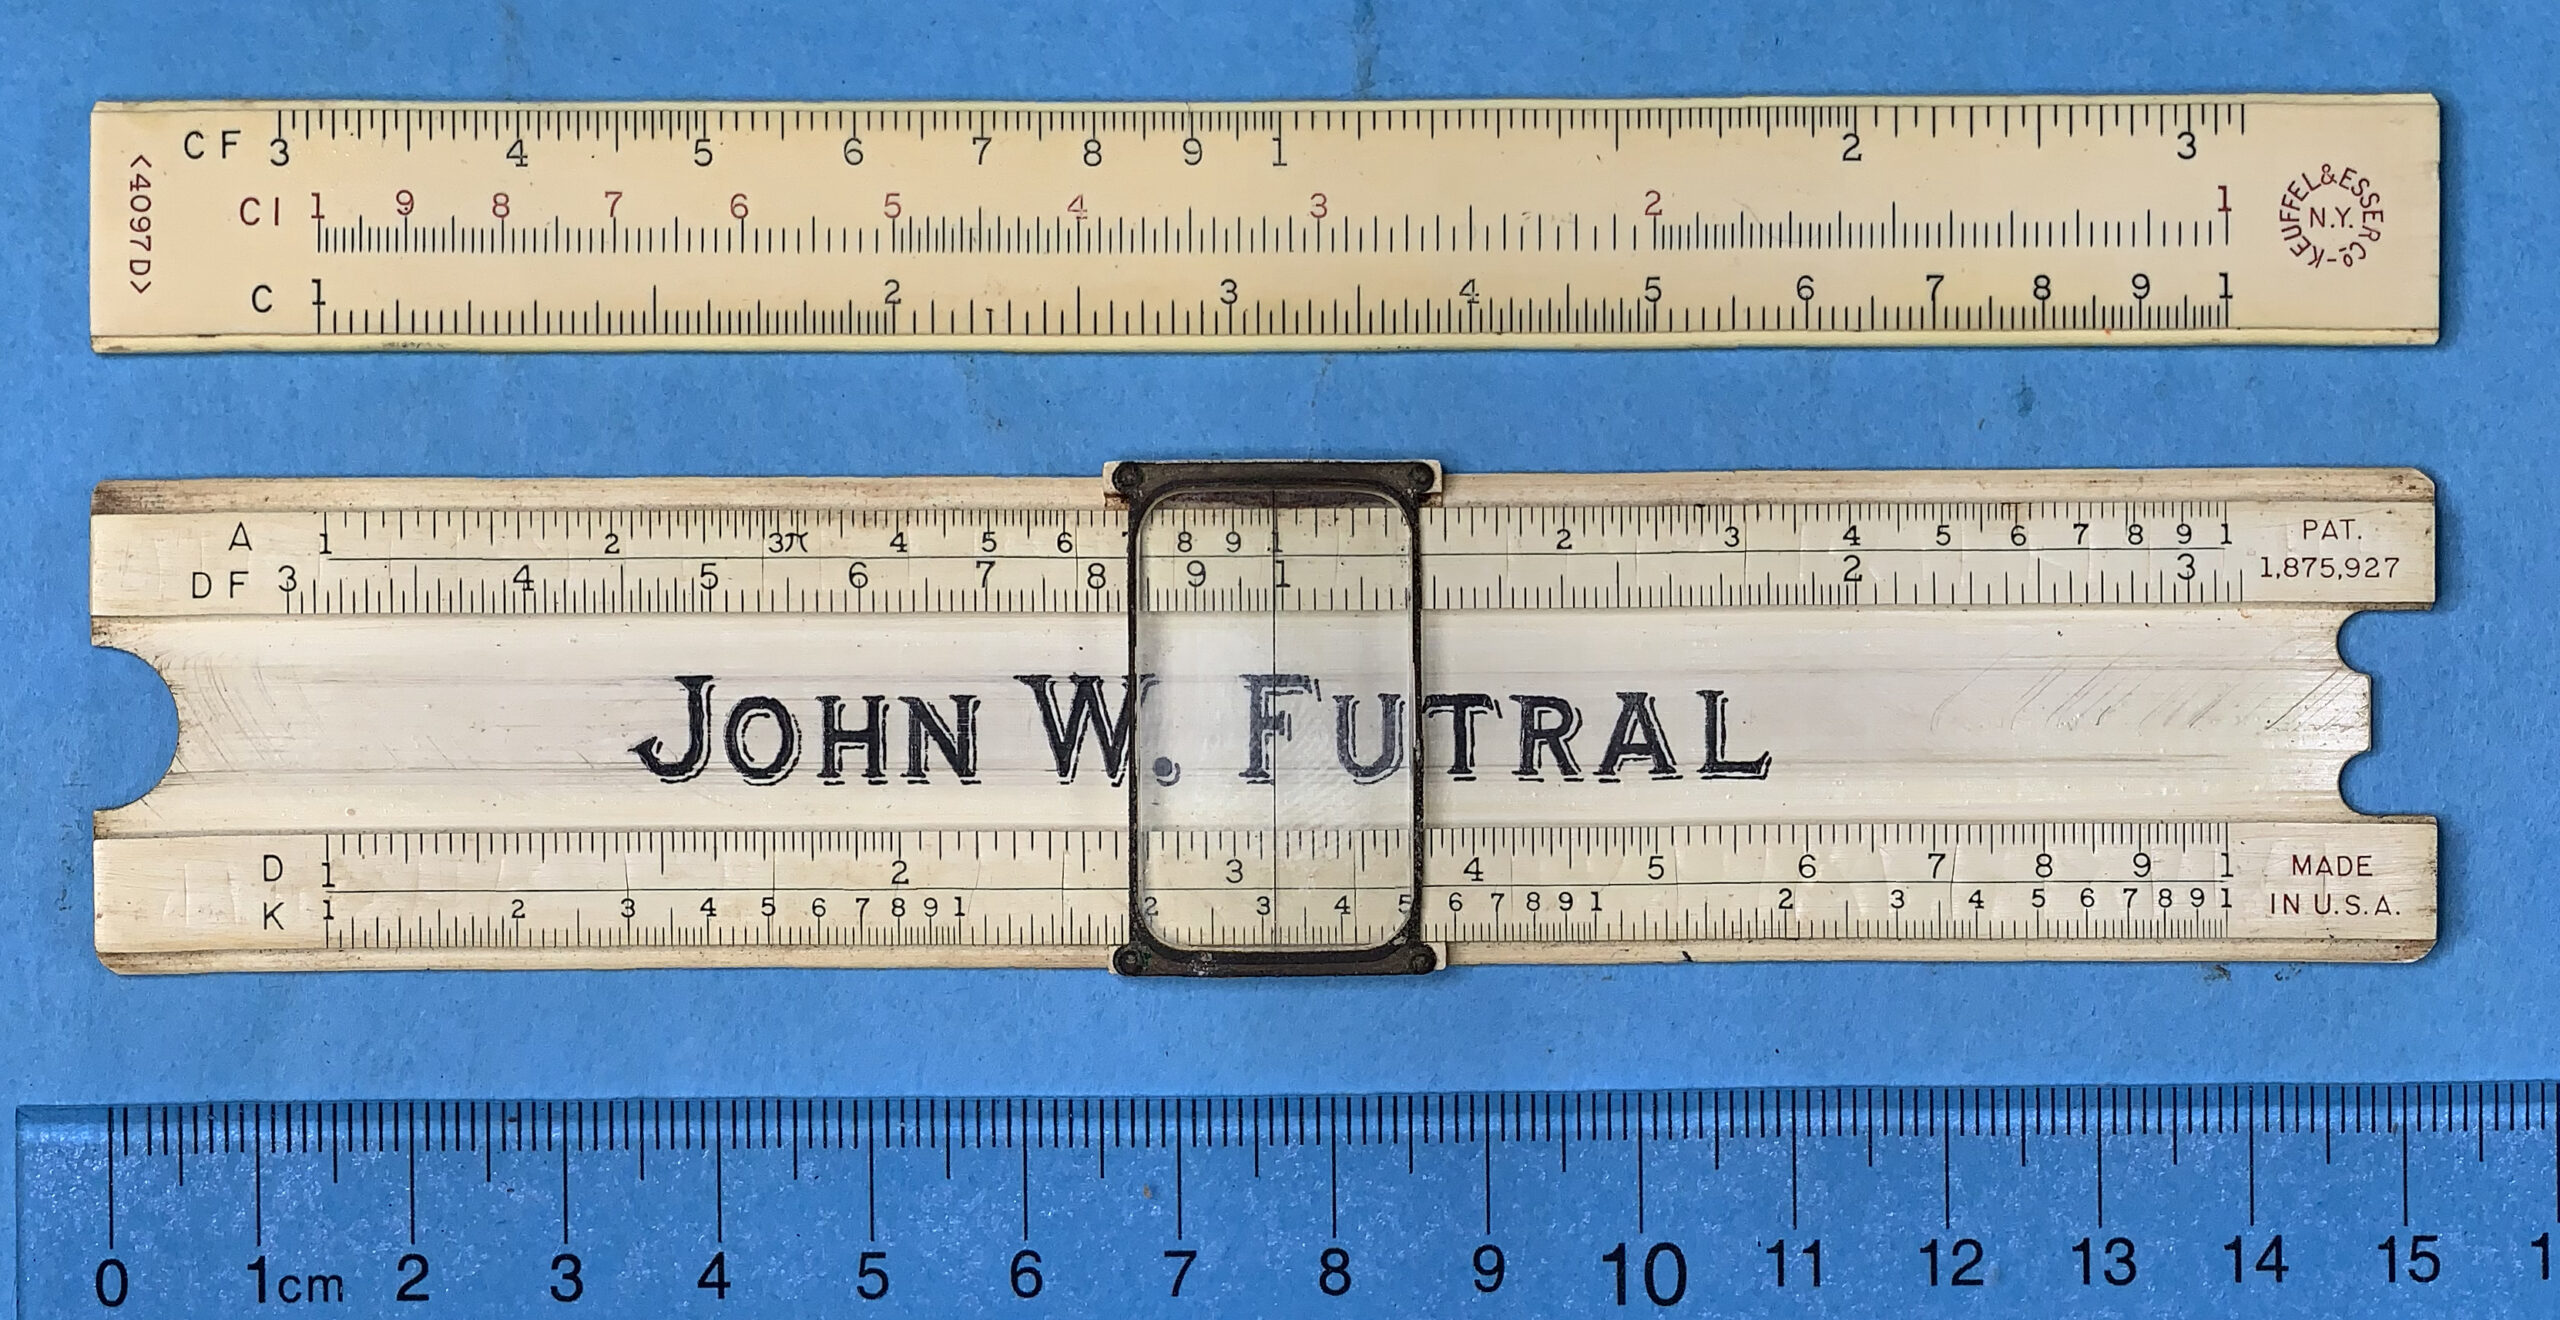 <4097D>
C F 3 4 5 6 7 8 9 1 2 3
C I 1 9 8 7 6 5 4 3 2 1
C 1 2 3 4 5 6 7 8 9 1
KEUFFEL & ESSER CO.
N.Y.
A 1 2 3π 4 5 6 8 9 1 2 3 4 5 6 7 8 9 1
D F 3 4 5 6 7 8 9 1 2 3
PAT.
1,875,927
JOHN W. FUTRAL
D 1 2 3 4 5 6 7 8 9 1
K 1 2 3 4 5 6 7 8 9 1 2 3 4 5 6 7 8 9 1 2 3 4 5 6 7 8 9 1
MADE
IN U.S.A.
0 1cm 2 3 4 5 6 7 8 9 10 11 12 13 14 15